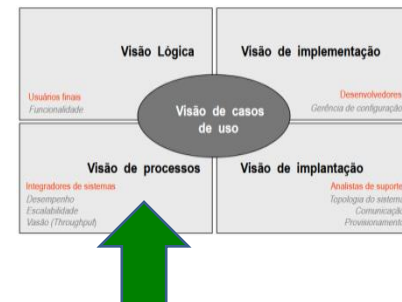 Visão Lógica
Usuários finais
Funcionalidade
Visão de implementação
Desenvolvedores
Gerência de configuração
Visão de casos
de uso
Visão de processos
Integradores de sistemas
Desempenho
Escalabilidade
Vasão (Throughput)
Visão de implantação
Analistas de suporte
Topologia do sistema
Comunicação
Provisionamento